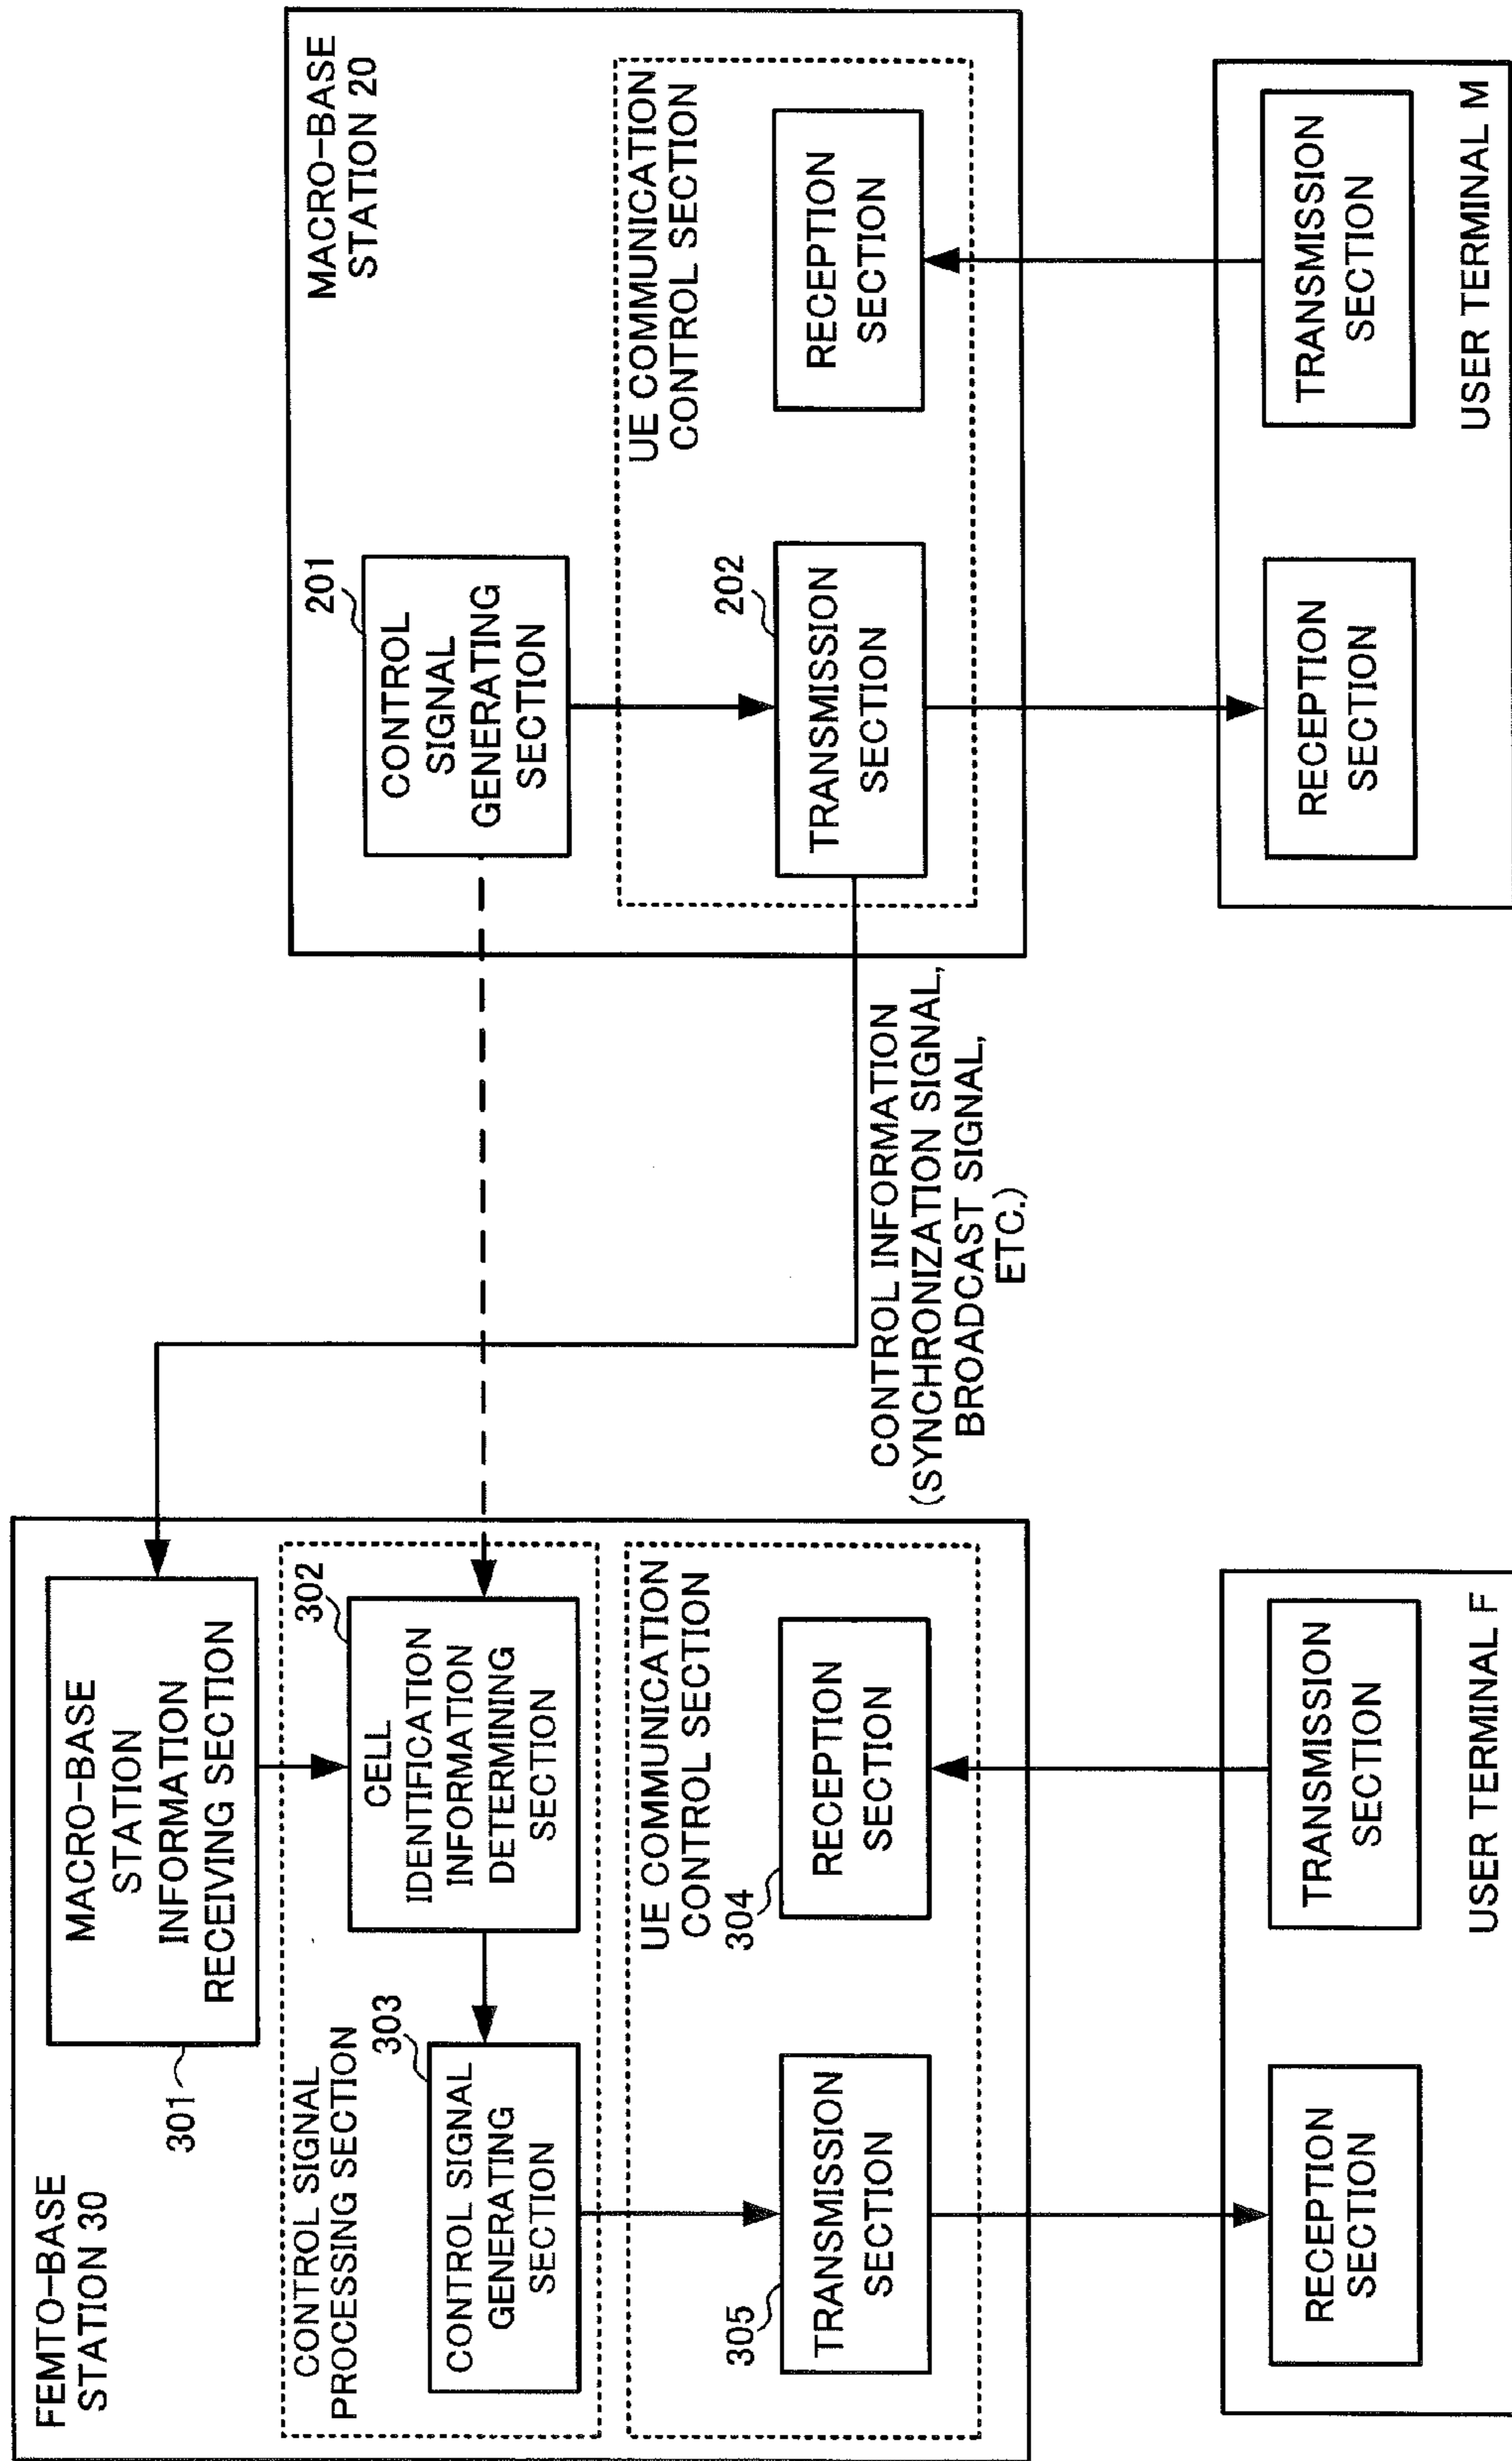 FEMTO-BASE
STATION 30
301
MACRO-BASE
STATION
INFORMATION
RECEIVING SECTION
CONTROL SIGNAL
PROCESSING SECTION
303
CONTROL SIGNAL
GENERATING
SECTION
302
CELL
IDENTIFICATION
INFORMATION
DETERMINING
SECTION
UE COMMUNICATION
CONTROL SECTION
305
TRANSMISSION
SECTION
304
RECEPTION
SECTION
RECEPTION
SECTION
TRANSMISSION
SECTION
USER TERMINAL F
CONTROL INFORMATION
(SYNCHRONIZATION SIGNAL,
BROADCAST SIGNAL,
ETC.)
MACRO-BASE
STATION 20
201
CONTROL
SIGNAL
GENERATING
SECTION
UE COMMUNICATION
CONTROL SECTION
202
TRANSMISSION
SECTION
RECEPTION
SECTION
RECEPTION
SECTION
TRANSMISSION
SECTION
USER TERMINAL M